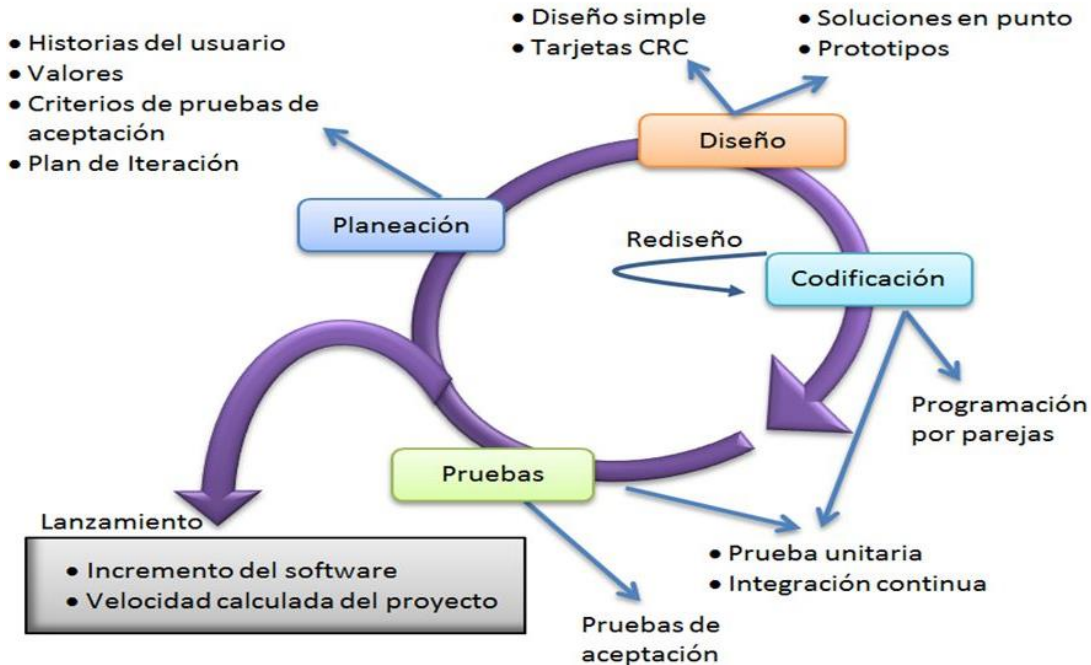 • Historias del usuario
• Valores
• Criterios de pruebas de
aceptación
• Plan de Iteración
• Diseño simple
• Tarjetas CRC
• Soluciones en punto
• Prototipos
Diseño
Planeación
Rediseño
Codificación
Programación
por parejas
Pruebas
Lanzamiento
• Incremento del software
• Velocidad calculada del proyecto
• Prueba unitaria
• Integración continua
Pruebas de
aceptación